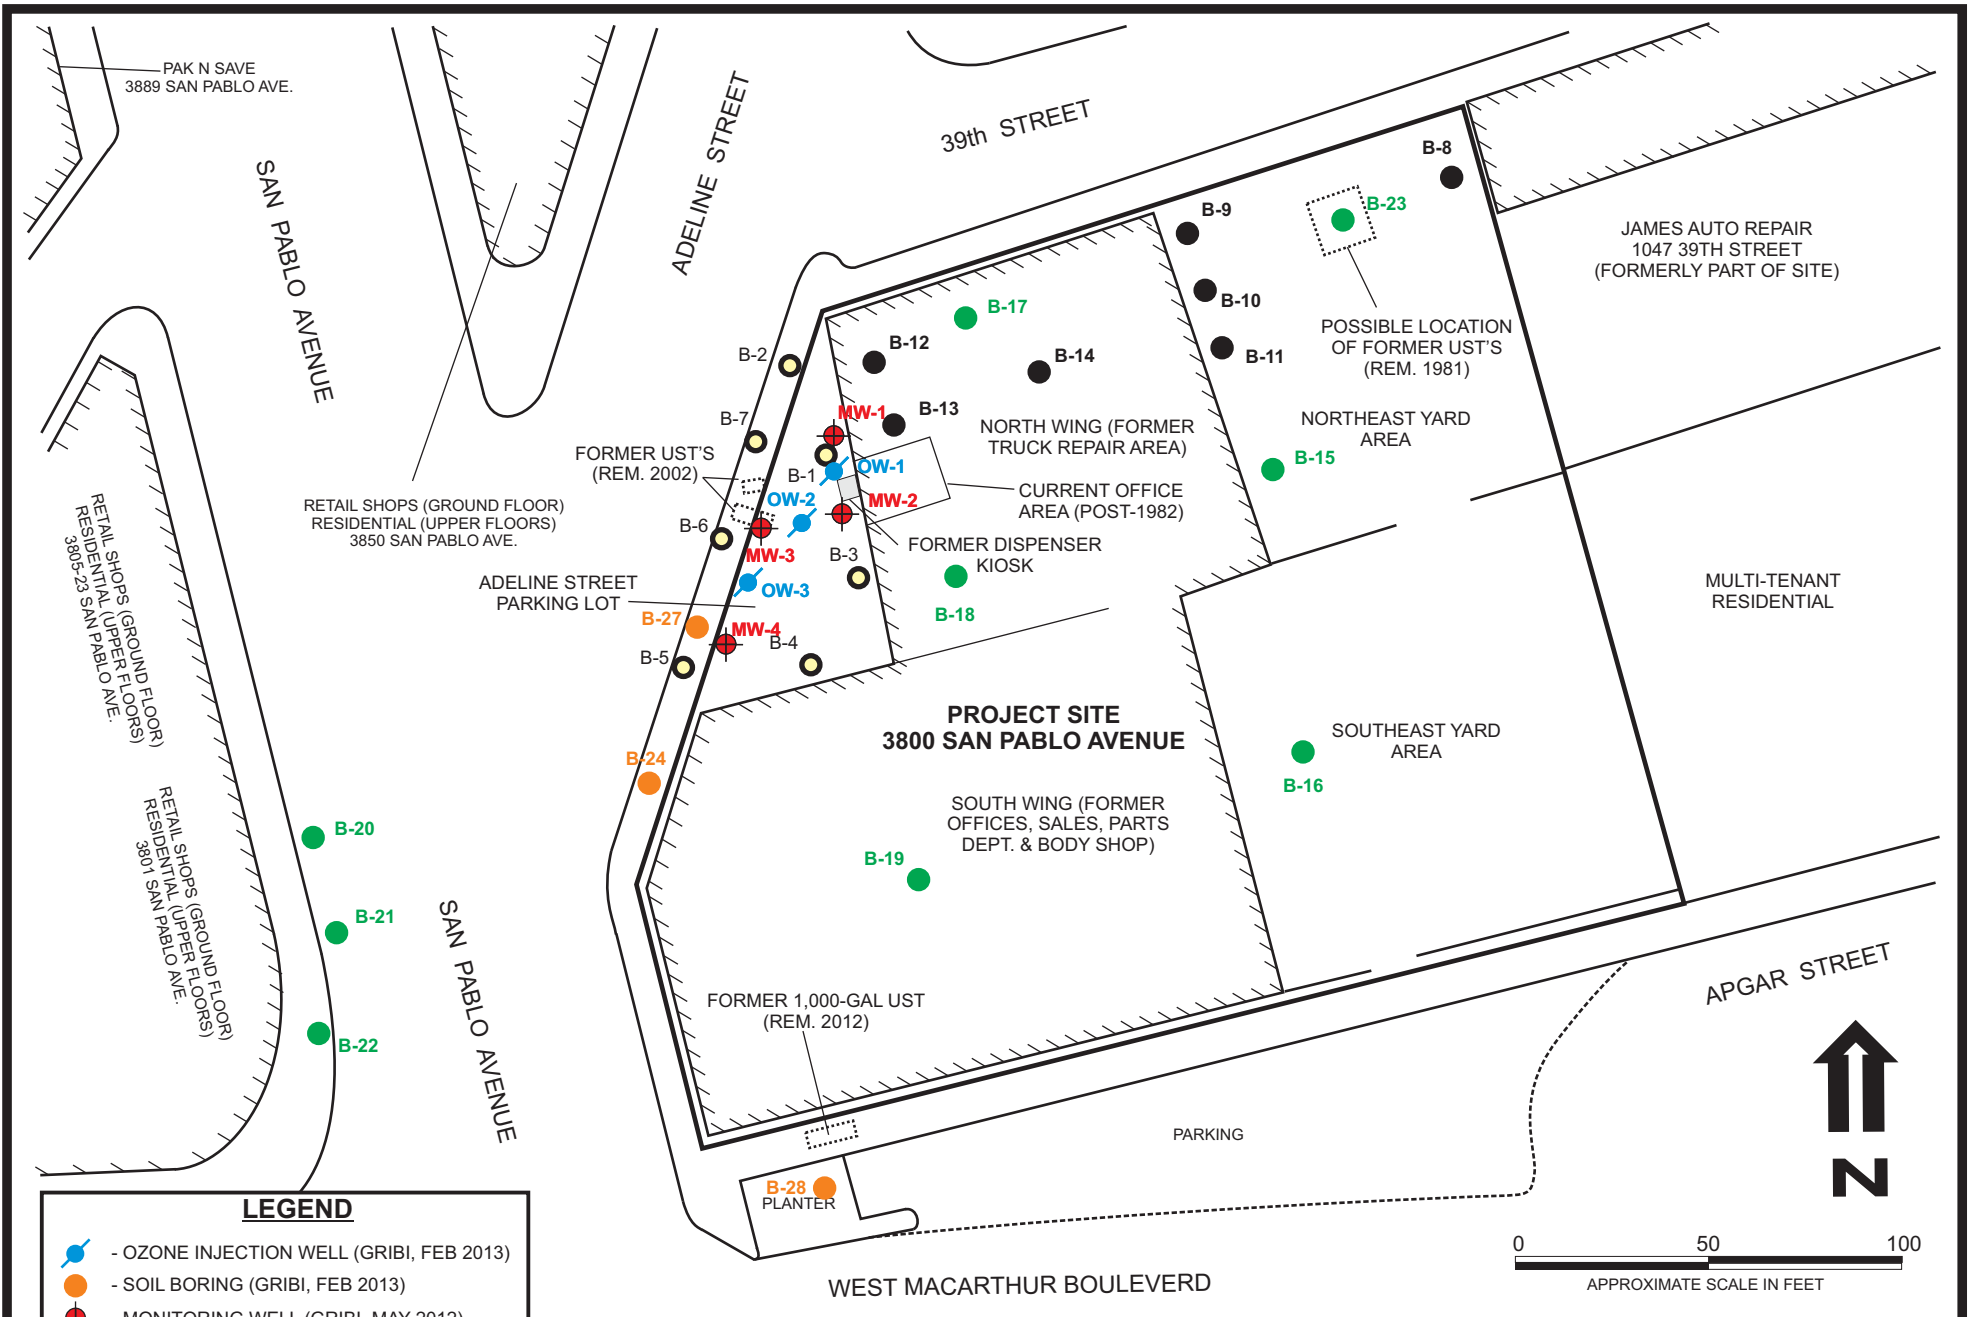 PAK N SAVE
3889 SAN PABLO AVE.
SAN PABLO AVENUE
ADELINE STREET
39th STREET
B-8
B-23
B-9
B-10
B-11
JAMES AUTO REPAIR
1047 39TH STREET
(FORMERLY PART OF SITE)
POSSIBLE LOCATION
OF FORMER UST'S
(REM. 1981)
B-17
B-12
B-14
B-2
B-7
MW-1
B-13
NORTH WING (FORMER
TRUCK REPAIR AREA)
NORTHEAST YARD
AREA
B-15
FORMER UST'S
(REM. 2002)
B-1
OW-1
OW-2
MW-2
CURRENT OFFICE
AREA (POST-1982)
RETAIL SHOPS (GROUND FLOOR)
RESIDENTIAL (UPPER FLOORS)
3850 SAN PABLO AVE.
B-6
MW-3
B-3
FORMER DISPENSER
KIOSK
OW-3
ADELINE STREET
PARKING LOT
B-18
B-27
MW-4
B-4
B-5
MULTI-TENANT
RESIDENTIAL
RETAIL SHOPS (GROUND FLOOR)
RESIDENTIAL (UPPER FLOORS)
3805-23 SAN PABLO AVE.
PROJECT SITE
3800 SAN PABLO AVENUE
SOUTHEAST YARD
AREA
B-16
B-24
RETAIL SHOPS (GROUND FLOOR)
RESIDENTIAL (UPPER FLOORS)
3801 SAN PABLO AVE.
B-20
B-21
B-22
SOUTH WING (FORMER
OFFICES, SALES, PARTS
DEPT. & BODY SHOP)
B-19
SAN PABLO AVENUE
FORMER 1,000-GAL UST
(REM. 2012)
APGAR STREET
PARKING
B-28
PLANTER
N
WEST MACARTHUR BOULEVERD
0 50 100
APPROXIMATE SCALE IN FEET
LEGEND
- OZONE INJECTION WELL (GRIBI, FEB 2013)
- SOIL BORING (GRIBI, FEB 2013)
- MONITORING WELL (GRIBI, MAY 2012)